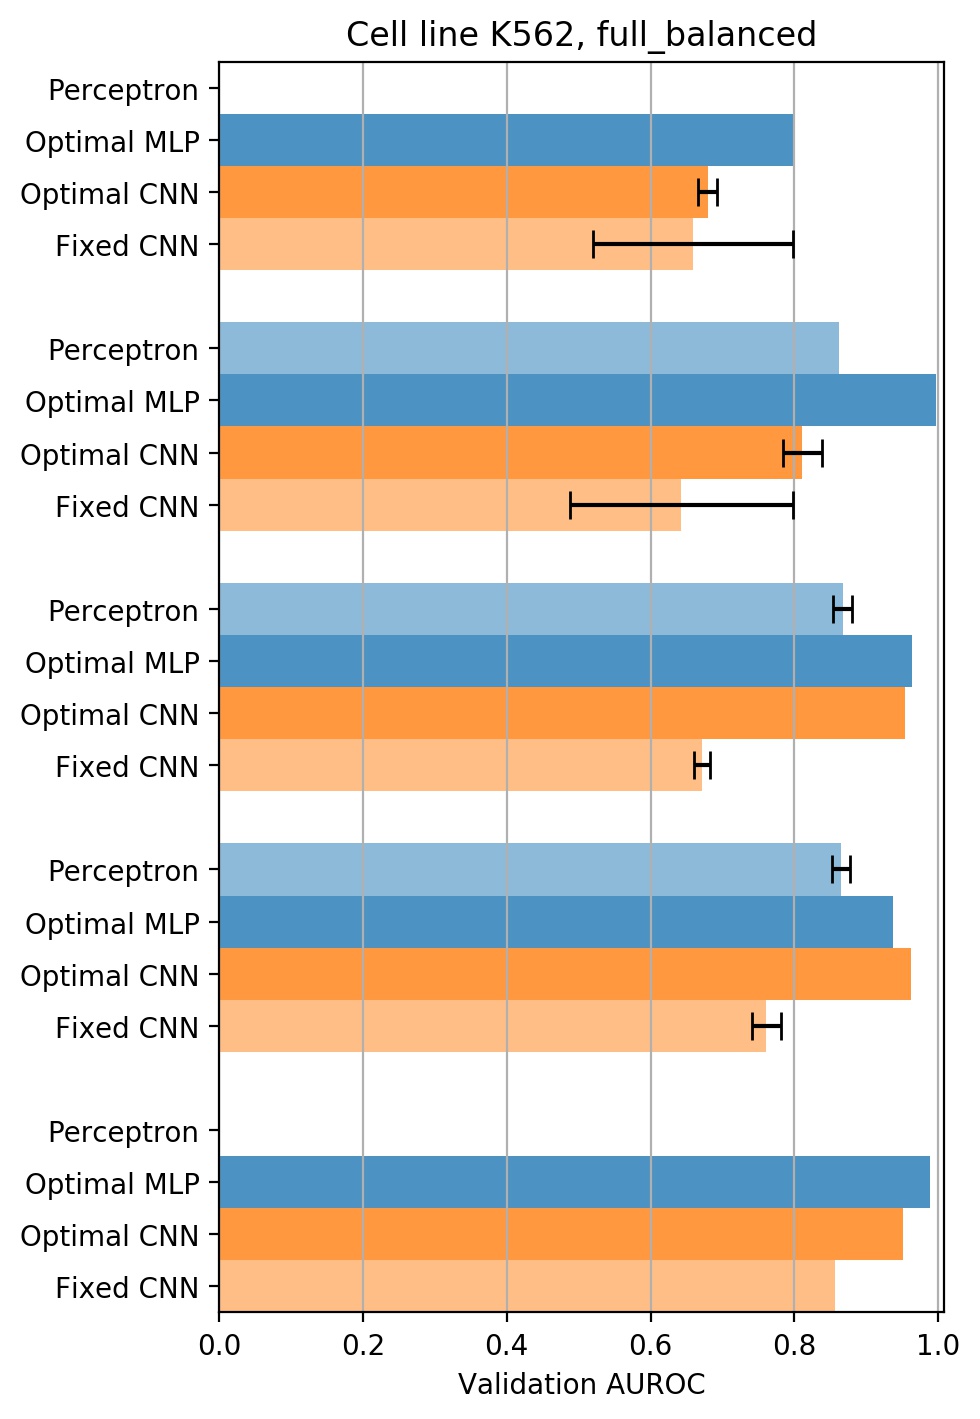 Cell line K562, full_balanced
Perceptron
Optimal MLP
Optimal CNN
Fixed CNN
Perceptron
Optimal MLP
Optimal CNN
Fixed CNN
Perceptron
Optimal MLP
Optimal CNN
Fixed CNN
Perceptron
Optimal MLP
Optimal CNN
Fixed CNN
Perceptron
Optimal MLP
Optimal CNN
Fixed CNN
0.0 0.2 0.4 0.6 0.8 1.0
Validation AUROC